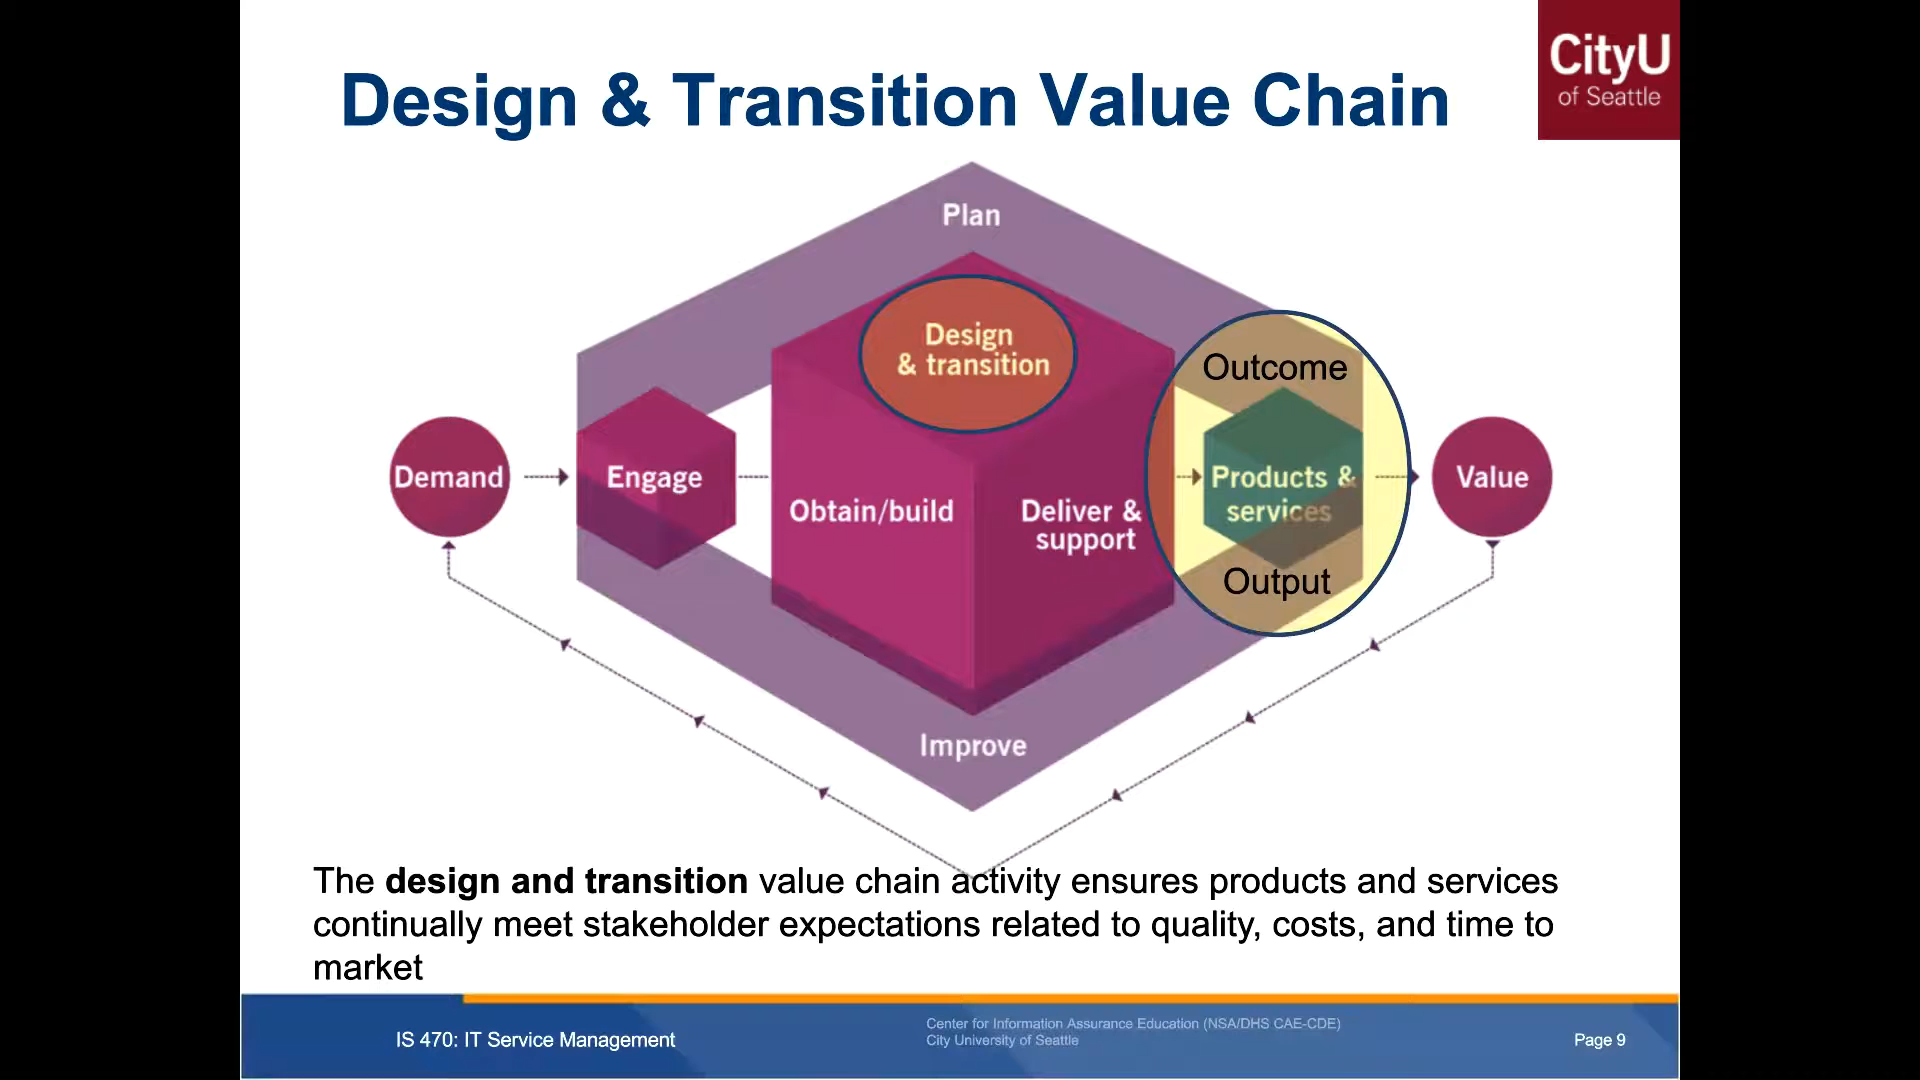 CityU
of Seattle
Design & Transition Value Chain
Plan
Design
& transition
Outcome
Demand
Engage
Obtain/build
Deliver &
support
Products &
services
Value
Output
Improve
The design and transition value chain activity ensures products and services
continually meet stakeholder expectations related to quality, costs, and time to
market
IS 470: IT Service Management
Center for Information Assurance Education (NSA/DHS CAE-CDE)
City University of Seattle
Page 9